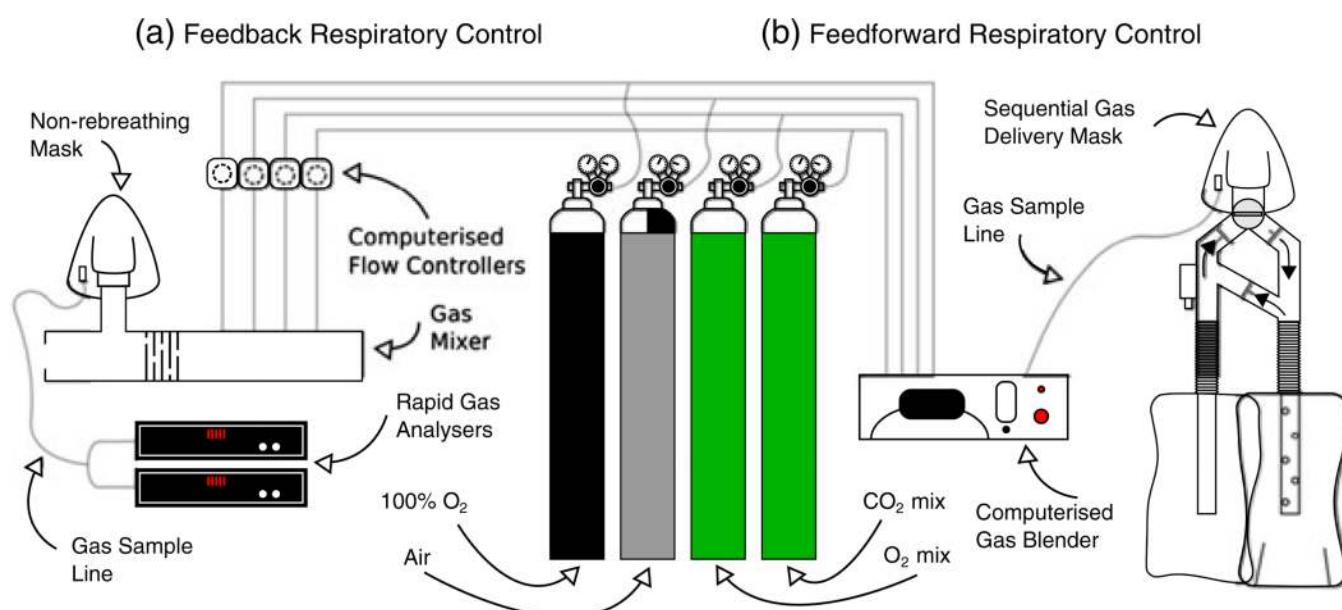 (a) Feedback Respiratory Control
(b) Feedforward Respiratory Control
Non-rebreathing
Mask
Computerised
Flow Controllers
Gas
Mixer
Rapid Gas
Analysers
Gas Sample
Line
100% O₂
Air
CO₂ mix
O₂ mix
Sequential Gas
Delivery Mask
Gas Sample
Line
Computerised
Gas Blender